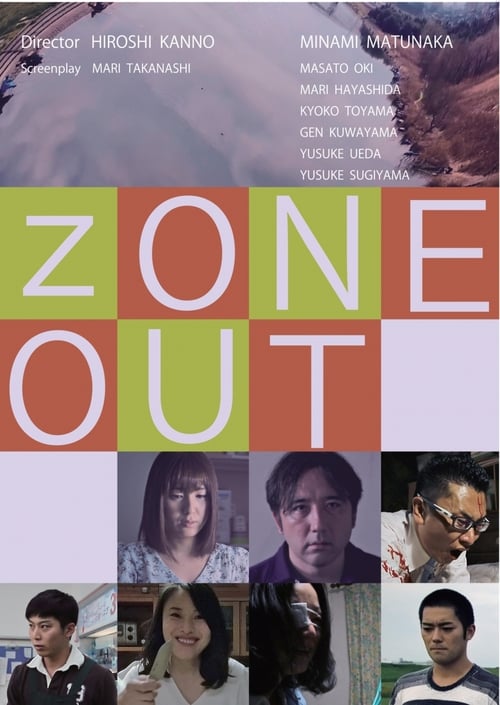 Director HIROSHI KANNO
Screenplay MARI TAKANASHI
MINAMI MATUNAKA
MASATO OKI
MARI HAYASHIDA
KYOKO TOYAMA
GEN KUWAYAMA
YUSUKE UEDA
YUSUKE SUGIYAMA
zONE
OUT